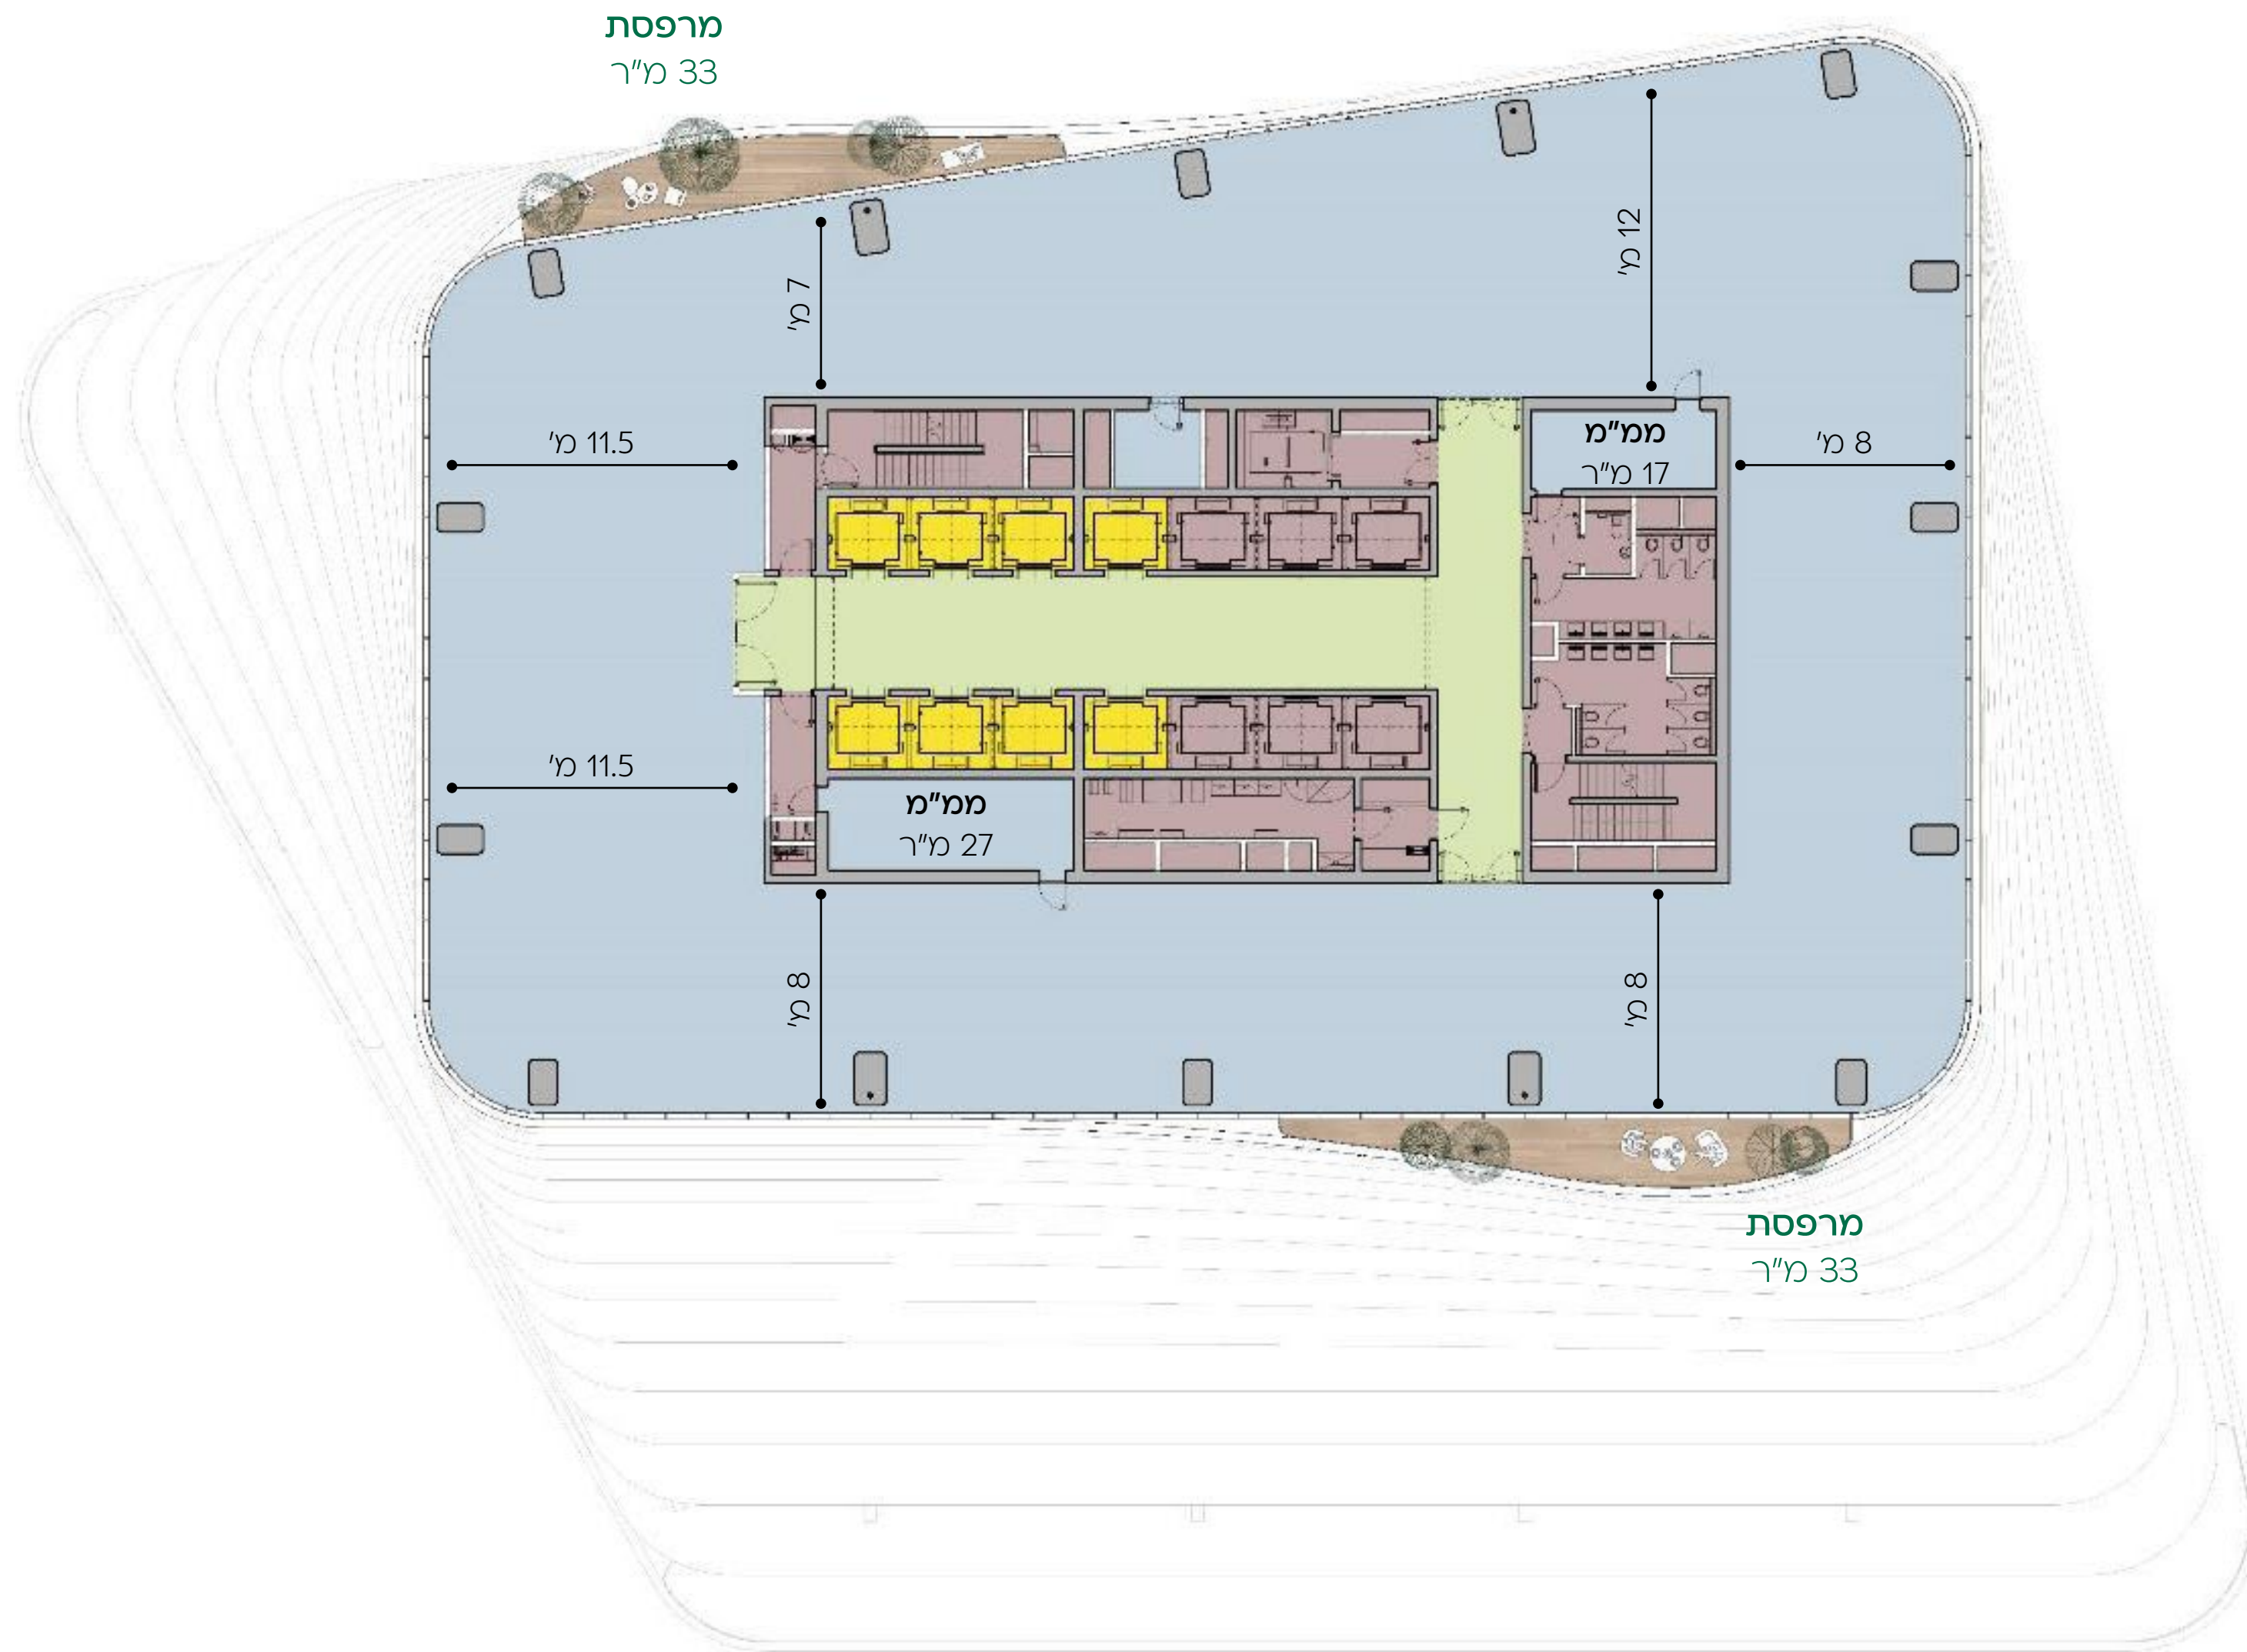 מרפסת
33 מ"ר
12 מ'
7 מ'
11.5 מ'
ממ"מ
17 מ"ר
8 מ'
11.5 מ'
ממ"מ
27 מ"ר
8 מ'
8 מ'
מרפסת
33 מ"ר